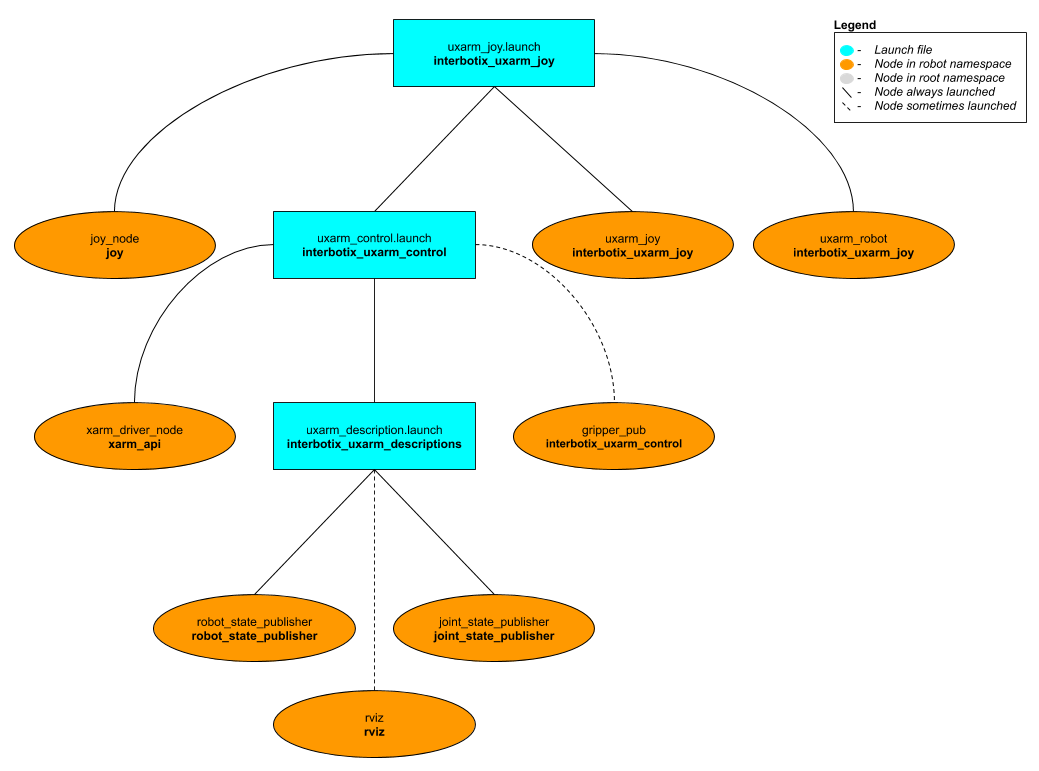 Legend
- Launch file
- Node in robot namespace
- Node in root namespace
- Node always launched
- Node sometimes launched
uxarm_joy.launch
interbotix_uxarm_joy
joy_node
joy
uxarm_control.launch
interbotix_uxarm_control
uxarm_joy
interbotix_uxarm_joy
uxarm_robot
interbotix_uxarm_joy
xarm_driver_node
xarm_api
uxarm_description.launch
interbotix_uxarm_descriptions
gripper_pub
interbotix_uxarm_control
robot_state_publisher
robot_state_publisher
joint_state_publisher
joint_state_publisher
rviz
rviz